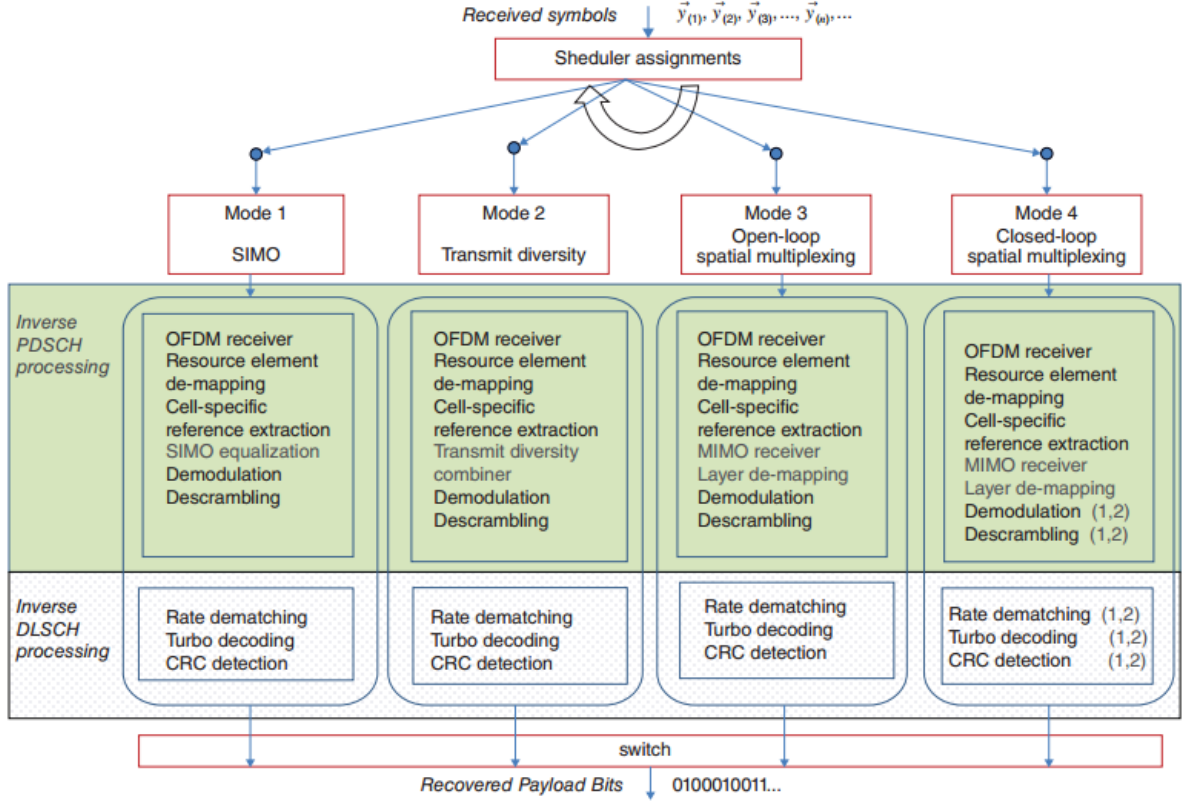 Received symbols y⃗(1), y⃗(2), y⃗(3), ..., y⃗(n), ...
Sheduler assignments
Mode 1
SIMO
Mode 2
Transmit diversity
Mode 3
Open-loop
spatial multiplexing
Mode 4
Closed-loop
spatial multiplexing
Inverse
PDSCH
processing
OFDM receiver
Resource element
de-mapping
Cell-specific
reference extraction
SIMO equalization
Demodulation
Descrambling
OFDM receiver
Resource element
de-mapping
Cell-specific
reference extraction
Transmit diversity
combiner
Demodulation
Descrambling
OFDM receiver
Resource element
de-mapping
Cell-specific
reference extraction
MIMO receiver
Layer de-mapping
Demodulation
Descrambling
OFDM receiver
Resource element
de-mapping
Cell-specific
reference extraction
MIMO receiver
Layer de-mapping
Demodulation (1,2)
Descrambling (1,2)
Inverse
DLSCH
processing
Rate dematching
Turbo decoding
CRC detection
Rate dematching
Turbo decoding
CRC detection
Rate dematching
Turbo decoding
CRC detection
Rate dematching (1,2)
Turbo decoding (1,2)
CRC detection (1,2)
switch
Recovered Payload Bits 0100010011...